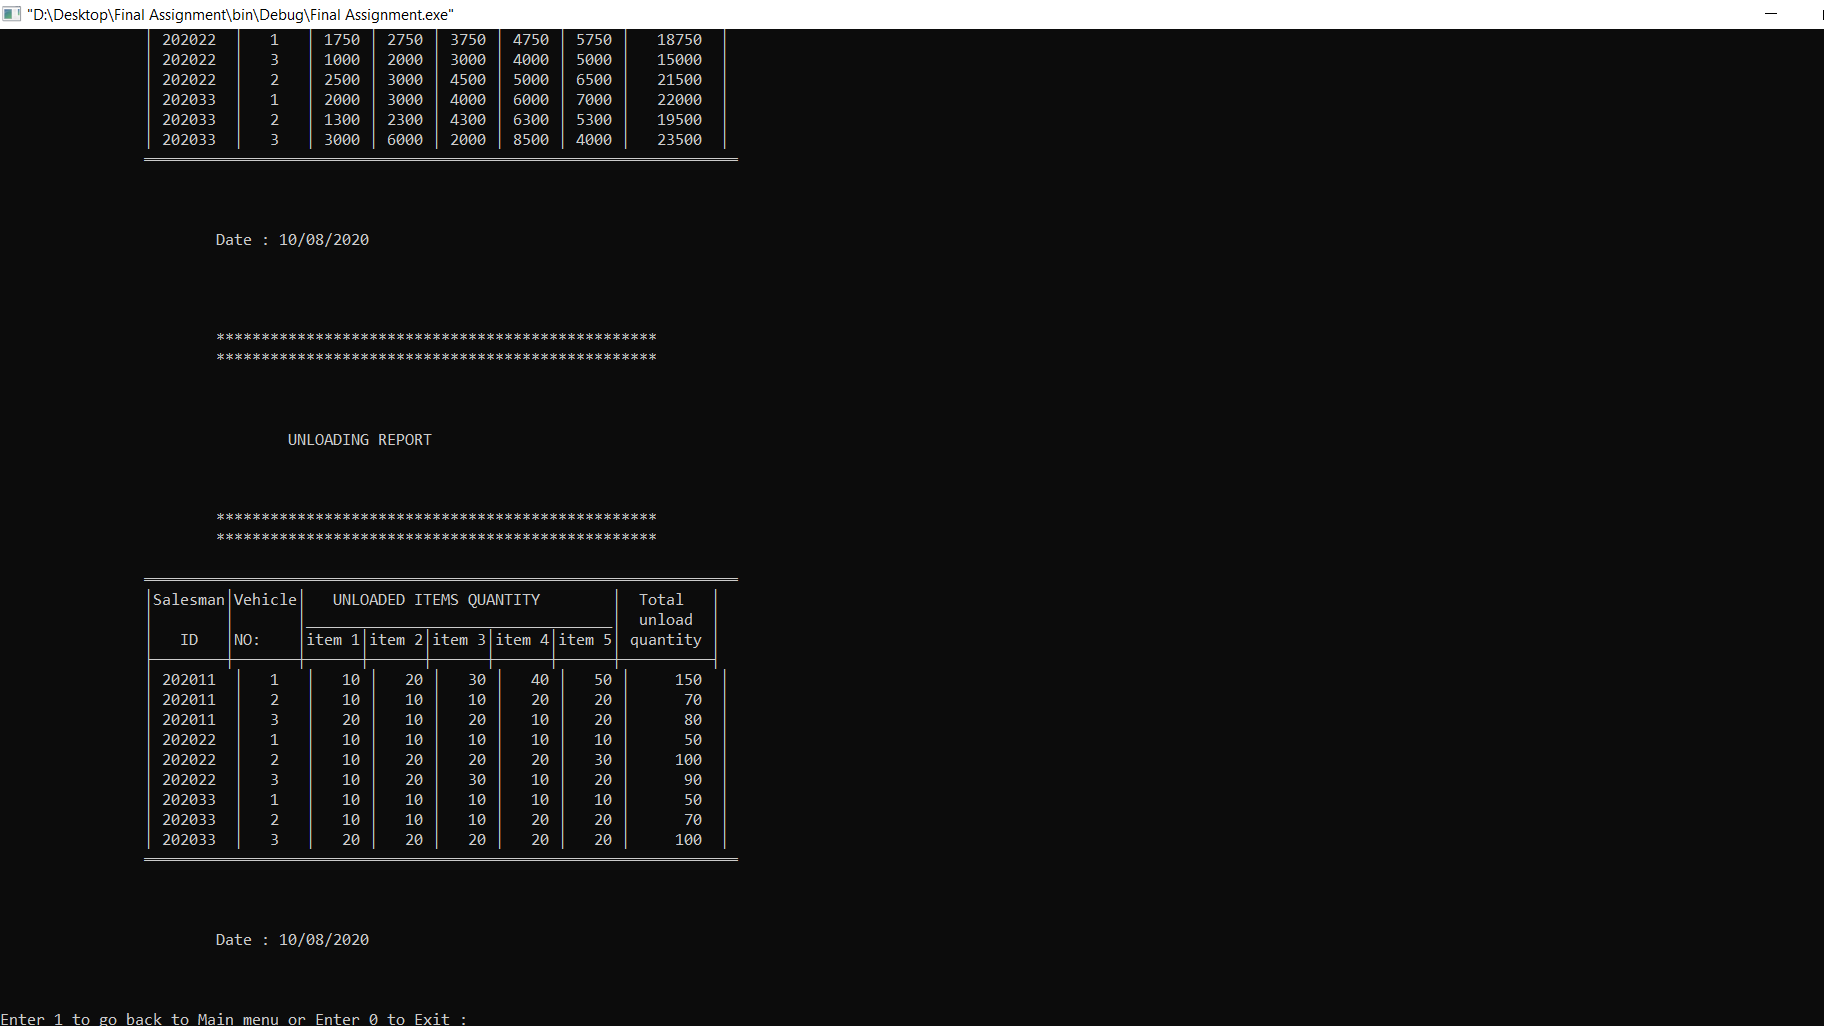 "D:\Desktop\Final Assignment\bin\Debug\Final Assignment.exe"
202022 1 1750 2750 3750 4750 5750 18750
202022 3 1000 2000 3000 4000 5000 15000
202022 2 2500 3000 4500 5000 6500 21500
202033 1 2000 3000 4000 6000 7000 22000
202033 2 1300 2300 4300 6300 5300 19500
202033 3 3000 6000 2000 8500 4000 23500
Date : 10/08/2020
*************************************************
*************************************************
UNLOADING REPORT
*************************************************
*************************************************
Salesman Vehicle UNLOADED ITEMS QUANTITY Total
unload
ID NO: item 1 item 2 item 3 item 4 item 5 quantity
202011 1 10 20 30 40 50 150
202011 2 10 10 10 20 20 70
202011 3 20 10 20 10 20 80
202022 1 10 10 10 10 10 50
202022 2 10 20 20 20 30 100
202022 3 10 20 30 10 20 90
202033 1 10 10 10 10 10 50
202033 2 10 10 10 20 20 70
202033 3 20 20 20 20 20 100
Date : 10/08/2020
Enter 1 to go back to Main menu or Enter 0 to Exit :